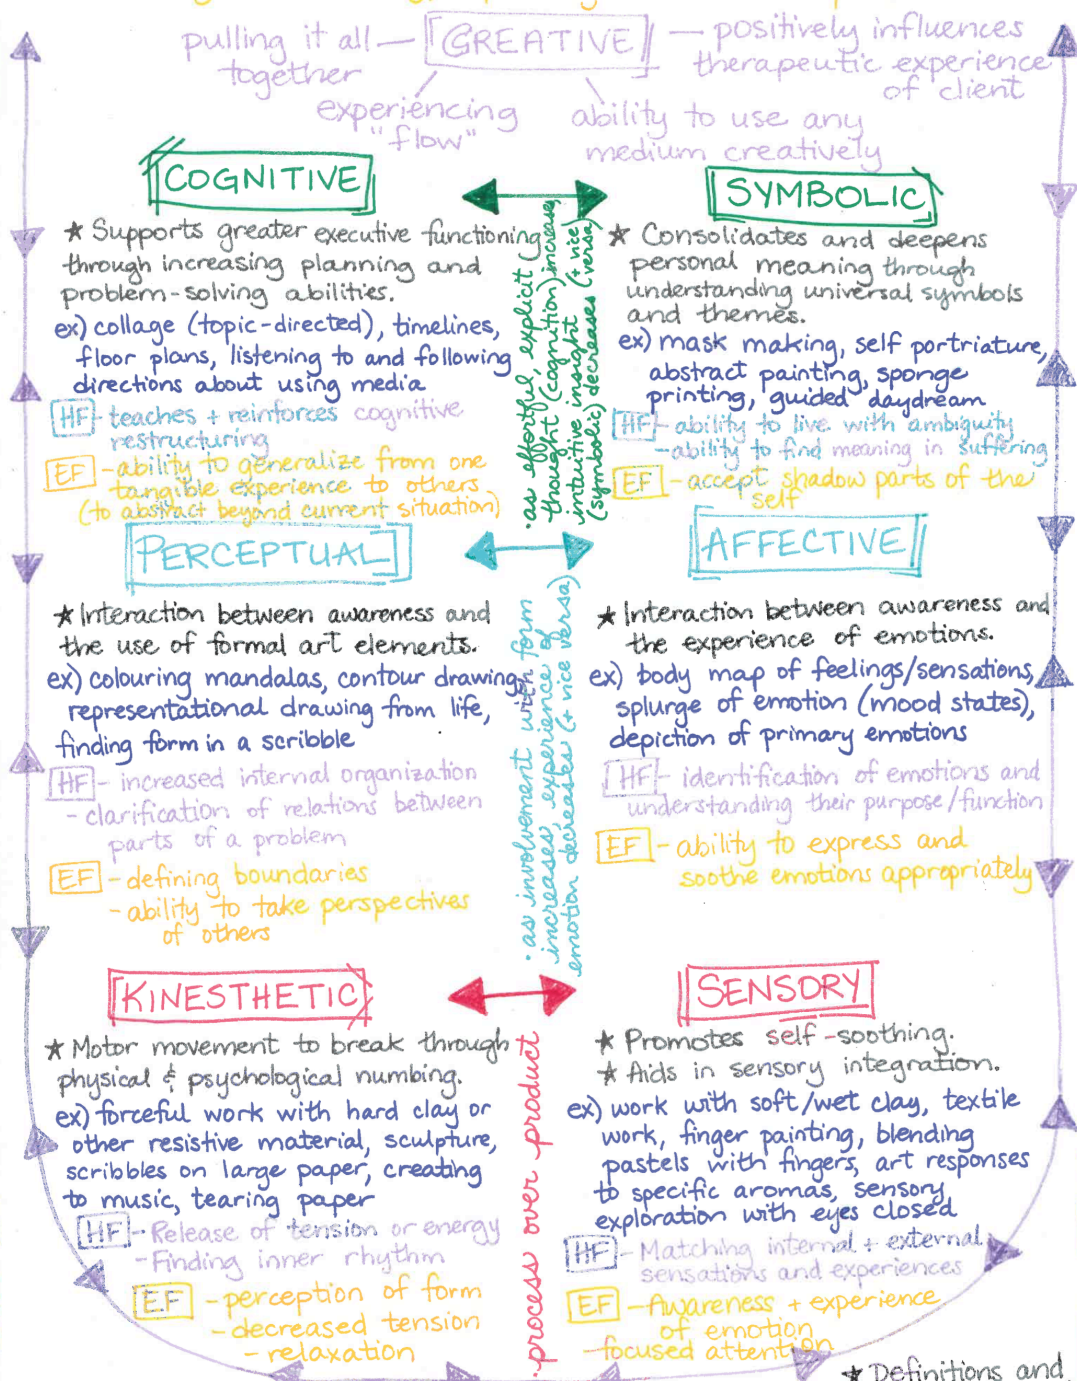 pulling it all — CREATIVE — positively influences
together
therapeutic experience
of client
experiencing
"flow"
ability to use any
medium creatively
COGNITIVE
★ Supports greater executive functioning
through increasing planning and
problem-solving abilities.
ex) collage (topic-directed), timelines,
floor plans, listening to and following
directions about using media
HF - teaches + reinforces cognitive
restructuring
EF - ability to generalize from one
tangible experience to others
(to abstract beyond current situation)
• as effortful, explicit
thought (cognition) increases,
intuitive insight (+ vice
(symbolic) decreases versa)
SYMBOLIC
★ Consolidates and deepens
personal meaning through
understanding universal symbols
and themes.
ex) mask making, self portriature,
abstract painting, sponge
printing, guided daydream
HF - ability to live with ambiguity
- ability to find meaning in suffering
EF - accept shadow parts of the
self
PERCEPTUAL
★ Interaction between awareness and
the use of formal art elements.
ex) colouring mandalas, contour drawing,
representational drawing from life,
finding form in a scribble
HF - increased internal organization
- clarification of relations between
parts of a problem
EF - defining boundaries
- ability to take perspectives
of others
• as involvement with form
increases, experience of
emotion decreases (+ vice versa)
AFFECTIVE
★ Interaction between awareness and
the experience of emotions.
ex) body map of feelings/sensations,
splurge of emotion (mood states),
depiction of primary emotions
HF - identification of emotions and
understanding their purpose/function
EF - ability to express and
soothe emotions appropriately
KINESTHETIC
★ Motor movement to break through
physical & psychological numbing.
ex) forceful work with hard clay or
other resistive material, sculpture,
scribbles on large paper, creating
to music, tearing paper
HF - Release of tension or energy
- Finding inner rhythm
EF - perception of form
- decreased tension
- relaxation
• process over product
SENSORY
★ Promotes self-soothing.
★ Aids in sensory integration.
ex) work with soft/wet clay, textile
work, finger painting, blending
pastels with fingers, art responses
to specific aromas, sensory
exploration with eyes closed
HF - Matching internal + external
sensations and experiences
EF - Awareness + experience
of emotion
- focused attention
★ Definitions and